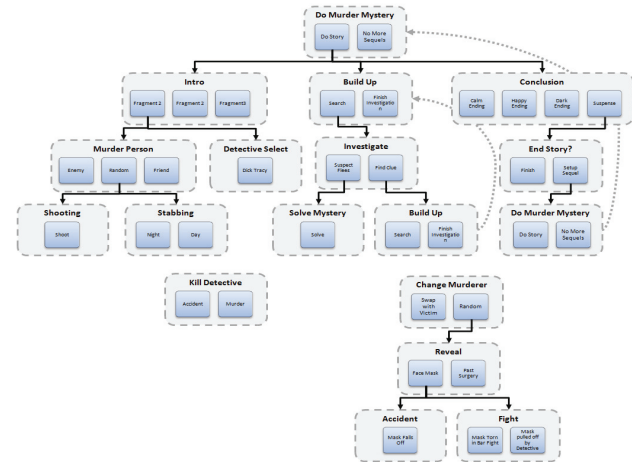 Do Murder Mystery
Do Story
No More
Sequels
Intro
Fragment 2
Fragment 2
Fragment3
Build Up
Search
Finish
Investigatio
n
Conclusion
Calm
Ending
Happy
Ending
Dark
Ending
Suspense
Murder Person
Enemy
Random
Friend
Detective Select
Dick Tracy
Investigate
Suspect
Flees
Find Clue
End Story?
Finish
Setup
Sequel
Shooting
Shoot
Stabbing
Night
Day
Solve Mystery
Solve
Build Up
Search
Finish
Investigatio
n
Do Murder Mystery
Do Story
No More
Sequels
Kill Detective
Accident
Murder
Change Murderer
Swap
with
Victim
Random
Reveal
Face Mask
Past
Surgery
Accident
Mask Falls
Off
Fight
Mask Torn
in Bar Fight
Mask
pulled off
by
Detective